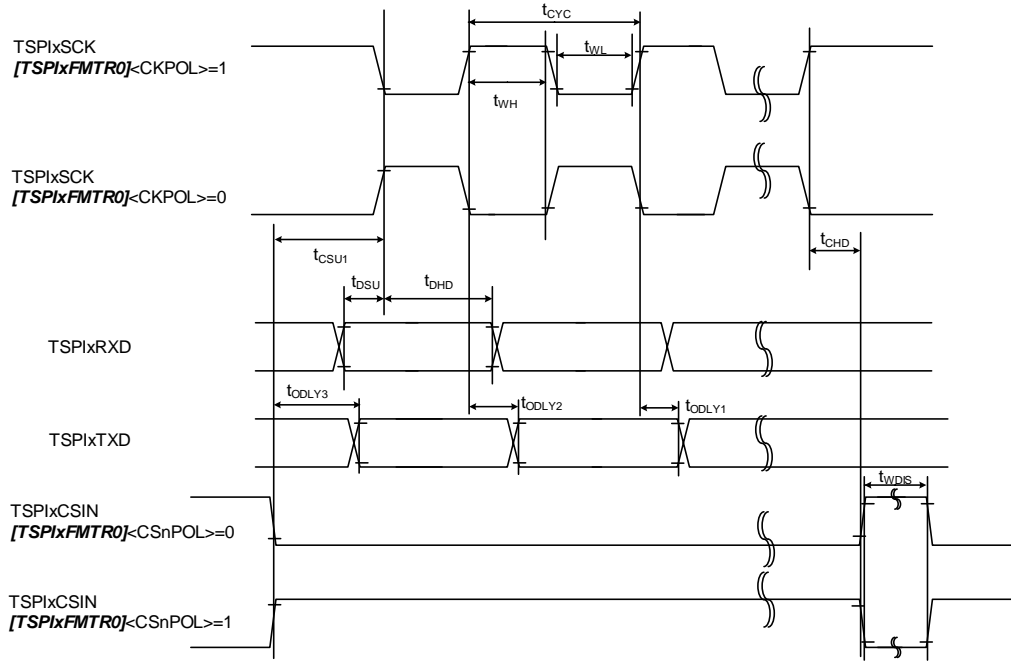 tCYC
TSPIxSCK
[TSPIxFMTR0]<CKPOL>=1
tWL
tWH
TSPIxSCK
[TSPIxFMTR0]<CKPOL>=0
tCSU1
tCHD
tDSU
tDHD
TSPIxRXD
tODLY3
tODLY2
tODLY1
TSPIxTXD
tWDIS
TSPIxCSIN
[TSPIxFMTR0]<CSnPOL>=0
TSPIxCSIN
[TSPIxFMTR0]<CSnPOL>=1